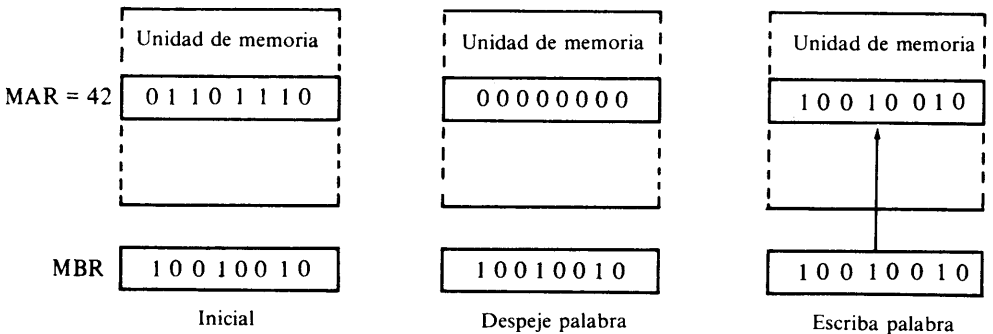 Unidad de memoria Unidad de memoria Unidad de memoria
MAR = 42 0 1 1 0 1 1 1 0 0 0 0 0 0 0 0 0 1 0 0 1 0 0 1 0
MBR 1 0 0 1 0 0 1 0 1 0 0 1 0 0 1 0 1 0 0 1 0 0 1 0
Inicial Despeje palabra Escriba palabra